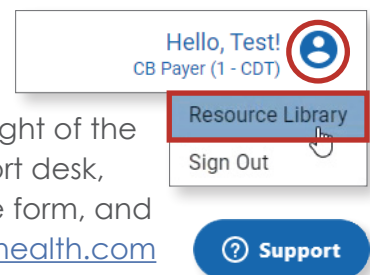 Hello, Test!
CB Payer (1 - CDT)
Resource Library
Sign Out
ght of the
rt desk,
e form, and
health.com
Support